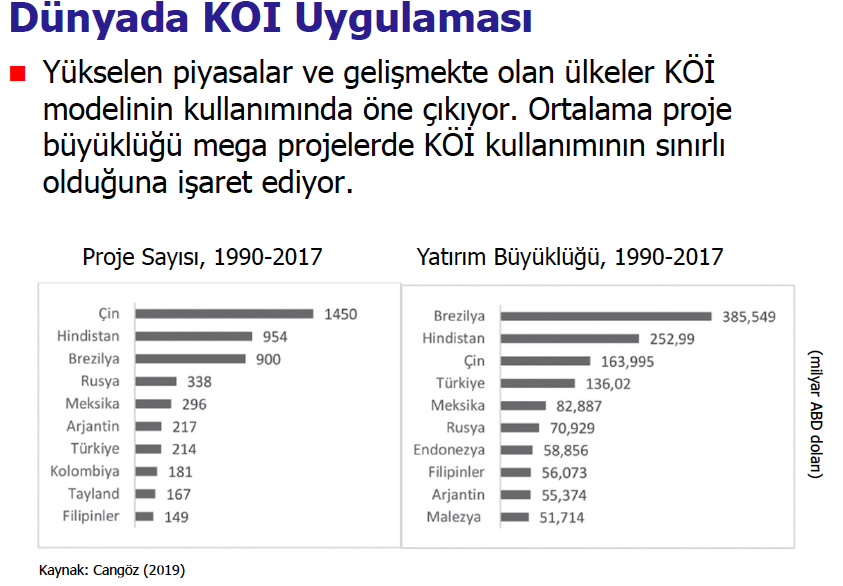 Dünyada KÖİ Uygulaması
Yükselen piyasalar ve gelişmekte olan ülkeler KÖİ
modelinin kullanımında öne çıkıyor. Ortalama proje
büyüklüğü mega projelerde KÖİ kullanımının sınırlı
olduğuna işaret ediyor.
Proje Sayısı, 1990-2017
Çin 1450
Hindistan 954
Brezilya 900
Rusya 338
Meksika 296
Arjantin 217
Türkiye 214
Kolombiya 181
Tayland 167
Filipinler 149
Yatırım Büyüklüğü, 1990-2017
Brezilya 385,549
Hindistan 252,99
Çin 163,995
Türkiye 136,02
Meksika 82,887
Rusya 70,929
Endonezya 58,856
Filipinler 56,073
Arjantin 55,374
Malezya 51,714
(milyar ABD doları)
Kaynak: Cangöz (2019)